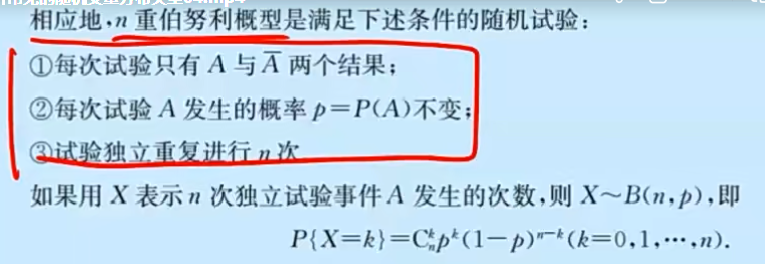 相应地,n 重伯努利概型是满足下述条件的随机试验:
①每次试验只有 A 与 A̅ 两个结果;
②每次试验 A 发生的概率 p=P(A)不变;
③试验独立重复进行 n 次
如果用 X 表示 n 次独立试验事件 A 发生的次数,则 X~B(n,p),即
P{X=k}=Cₙᵏpᵏ(1-p)ⁿ⁻ᵏ(k=0,1,⋯,n).